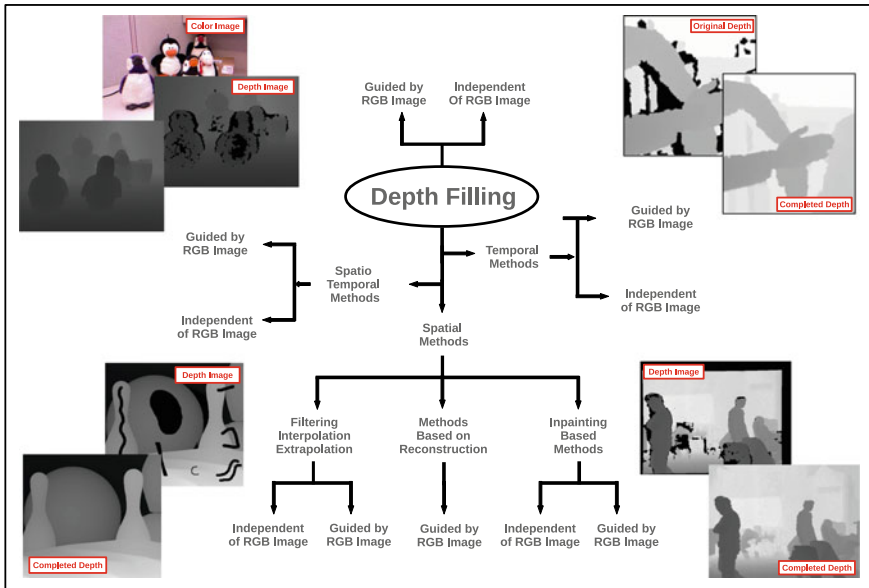 Color Image
Depth Image
Original Depth
Completed Depth
Guided by
RGB Image
Independent
Of RGB Image
Depth Filling
Guided by
RGB Image
Temporal
Methods
Independent
of RGB Image
Guided by
RGB Image
Spatio
Temporal
Methods
Independent
of RGB Image
Spatial
Methods
Filtering
Interpolation
Extrapolation
Methods
Based on
Reconstruction
Inpainting
Based
Methods
Independent
of RGB Image
Guided by
RGB Image
Guided by
RGB Image
Independent
of RGB Image
Guided by
RGB Image
Depth Image
Completed Depth
Depth Image
Completed Depth